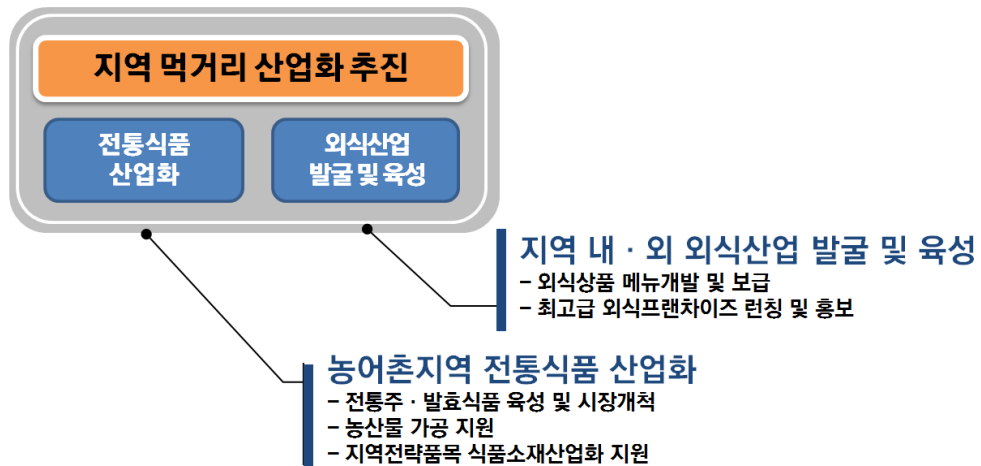 지역 먹거리 산업화 추진
전통식품
산업화
외식산업
발굴 및 육성
지역 내 · 외 외식산업 발굴 및 육성
– 외식상품 메뉴개발 및 보급
– 최고급 외식프랜차이즈 런칭 및 홍보
농어촌지역 전통식품 산업화
– 전통주 · 발효식품 육성 및 시장개척
– 농산물 가공 지원
– 지역전략품목 식품소재산업화 지원